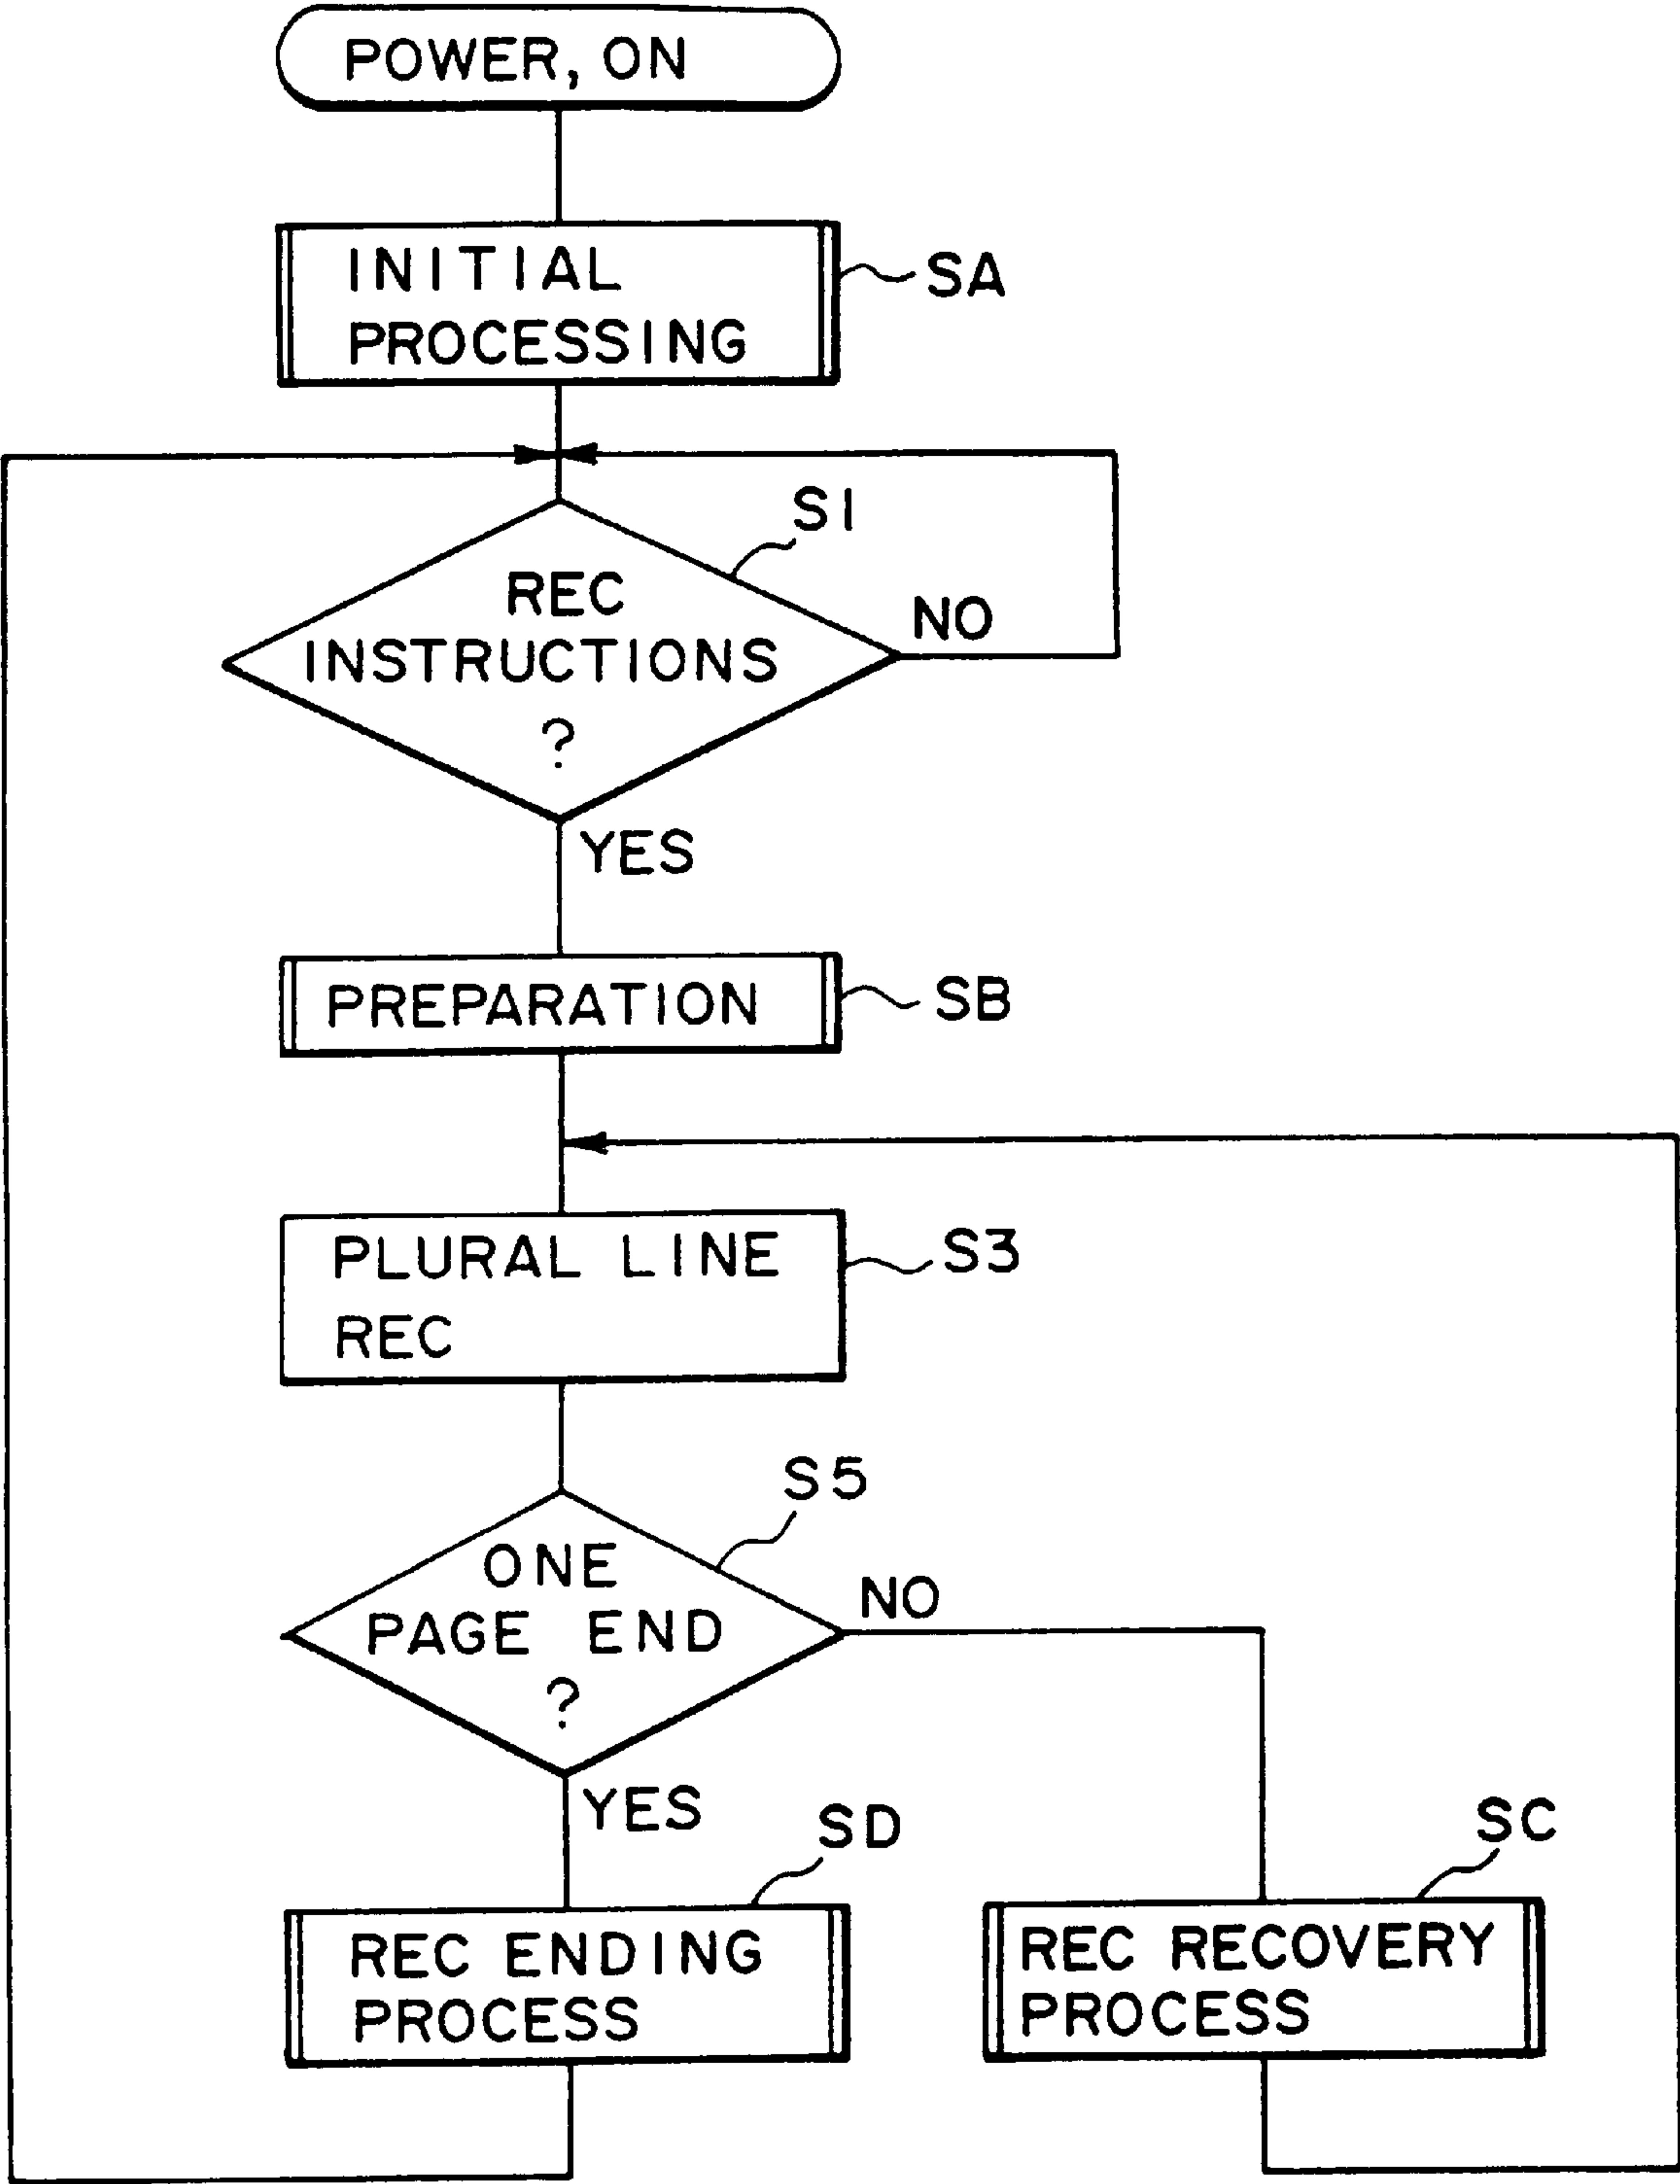 POWER, ON
INITIAL
PROCESSING
SA
S1
REC
INSTRUCTIONS
?
NO
YES
PREPARATION
SB
PLURAL LINE
REC
S3
S5
ONE
PAGE END
?
NO
YES
SD
SC
REC ENDING
PROCESS
REC RECOVERY
PROCESS